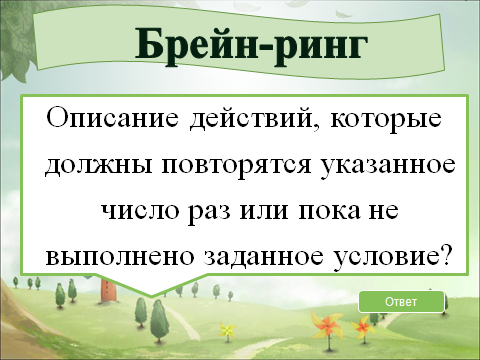 Брейн-ринг
Описание действий, которые
должны повторятся указанное
число раз или пока не
выполнено заданное условие?
Ответ